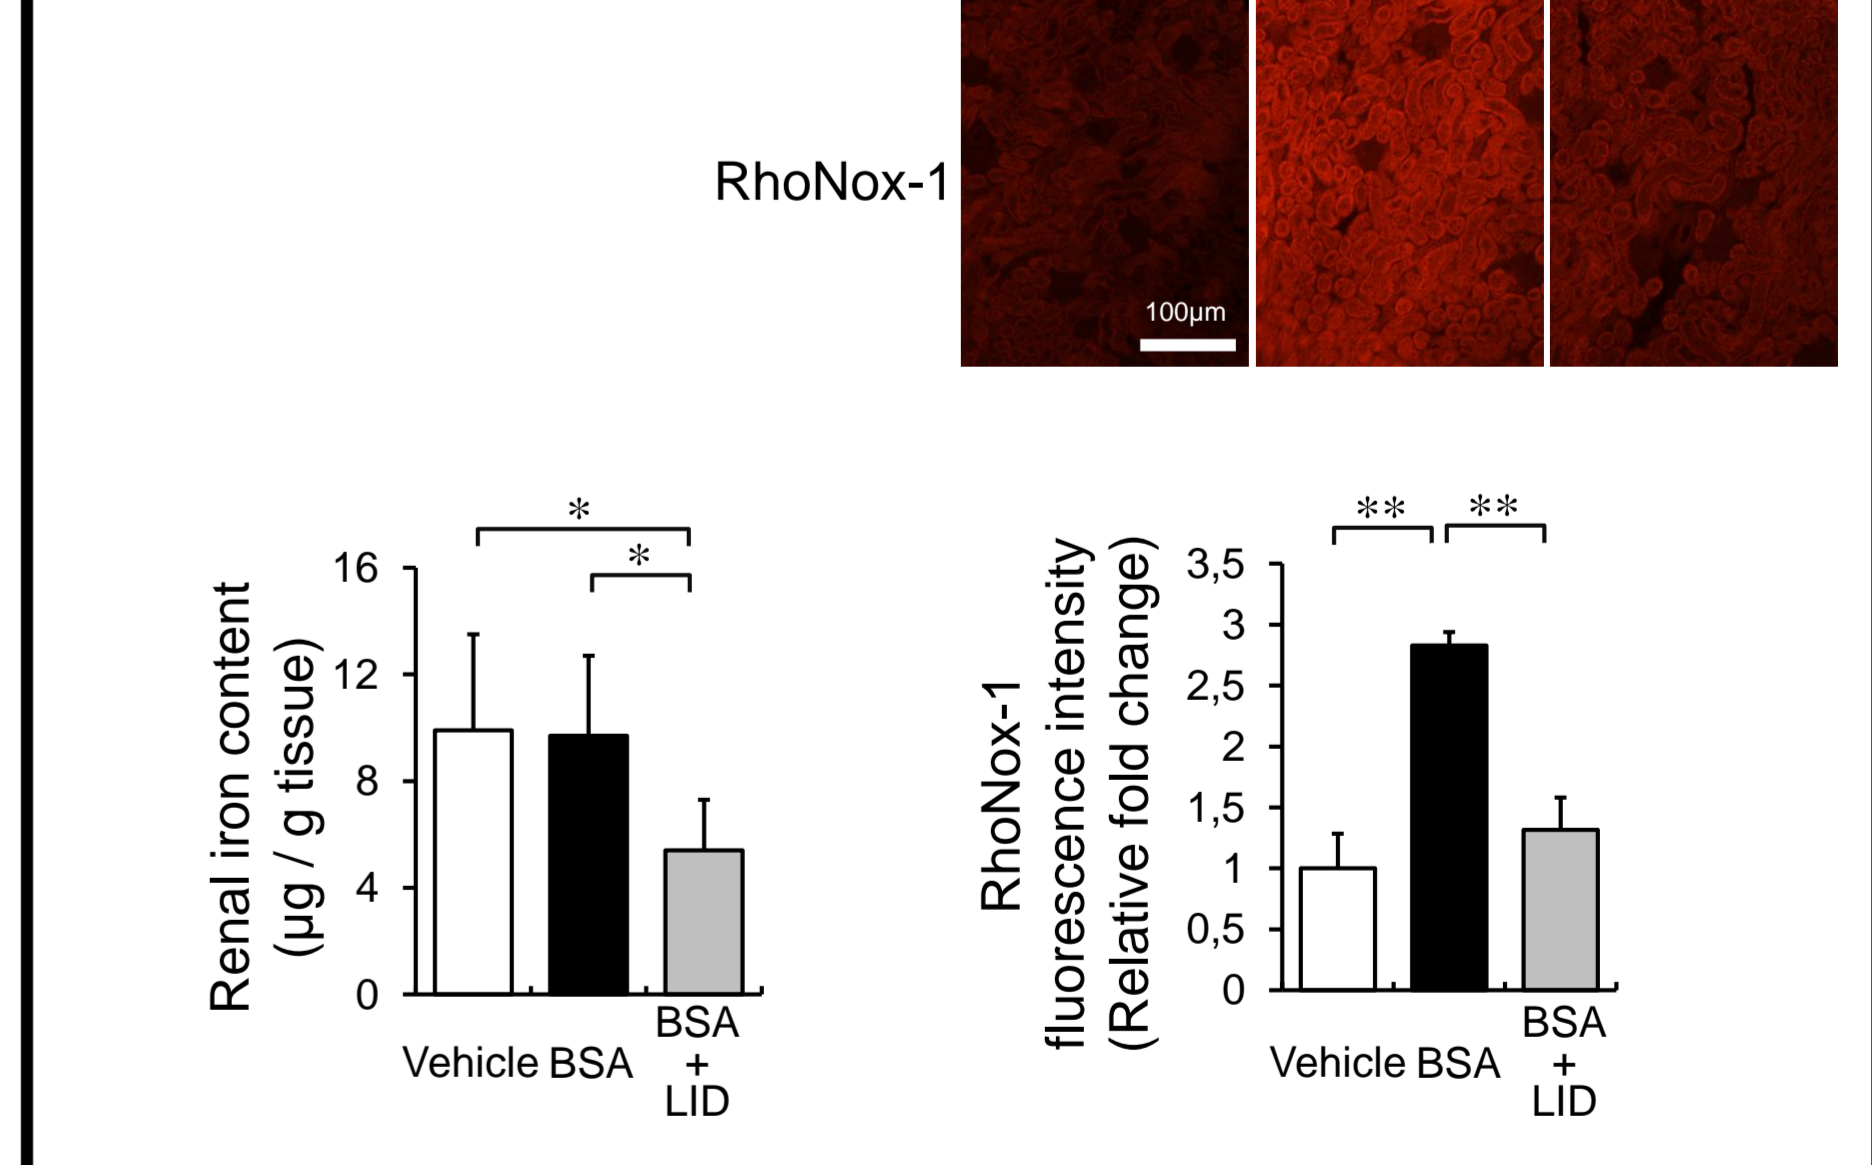 RhoNox-1
100μm
*
*
Renal iron content
(μg / g tissue)
16
12
8
4
0
Vehicle
BSA
BSA
+
LID
**
**
RhoNox-1
fluorescence intensity
(Relative fold change)
3,5
3
2,5
2
1,5
1
0,5
0
Vehicle
BSA
BSA
+
LID